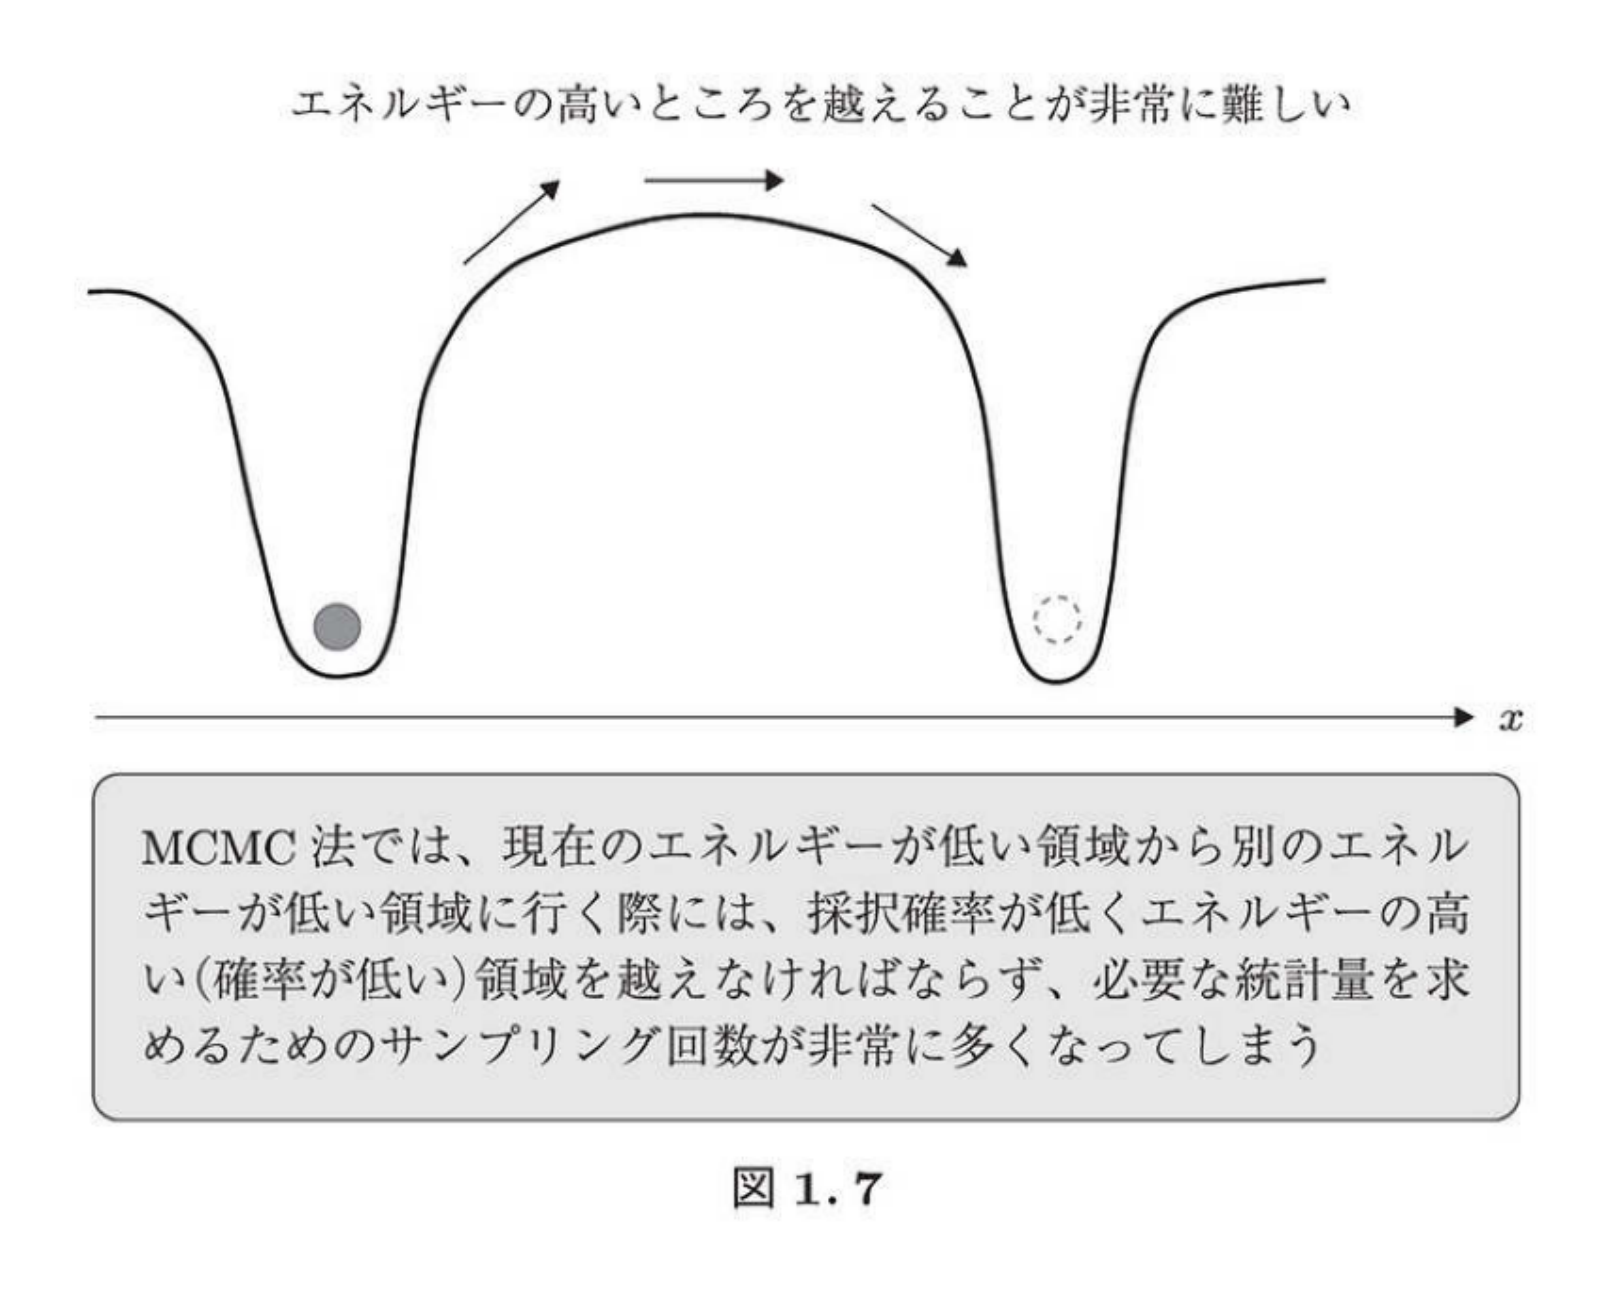 エネルギーの高いところを越えることが非常に難しい
x
MCMC 法では、現在のエネルギーが低い領域から別のエネル
ギーが低い領域に行く際には、採択確率が低くエネルギーの高
い(確率が低い)領域を越えなければならず、必要な統計量を求
めるためのサンプリング回数が非常に多くなってしまう
図 1. 7